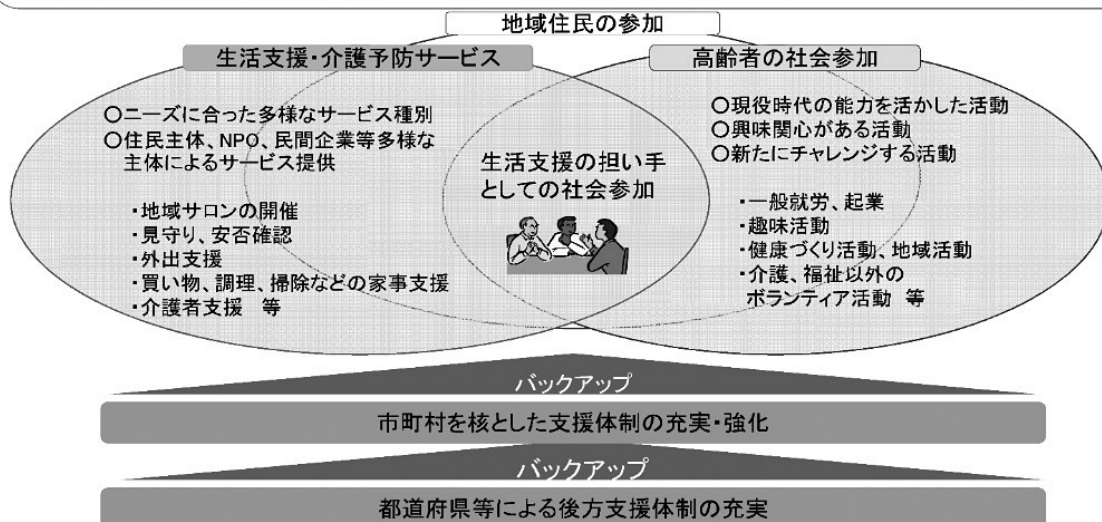 地域住民の参加
生活支援・介護予防サービス
○ニーズに合った多様なサービス種別
○住民主体、NPO、民間企業等多様な
主体によるサービス提供
・地域サロンの開催
・見守り、安否確認
・外出支援
・買い物、調理、掃除などの家事支援
・介護者支援 等
生活支援の担い手
としての社会参加
高齢者の社会参加
○現役時代の能力を活かした活動
○興味関心がある活動
○新たにチャレンジする活動
・一般就労、起業
・趣味活動
・健康づくり活動、地域活動
・介護、福祉以外の
ボランティア活動 等
バックアップ
市町村を核とした支援体制の充実・強化
バックアップ
都道府県等による後方支援体制の充実